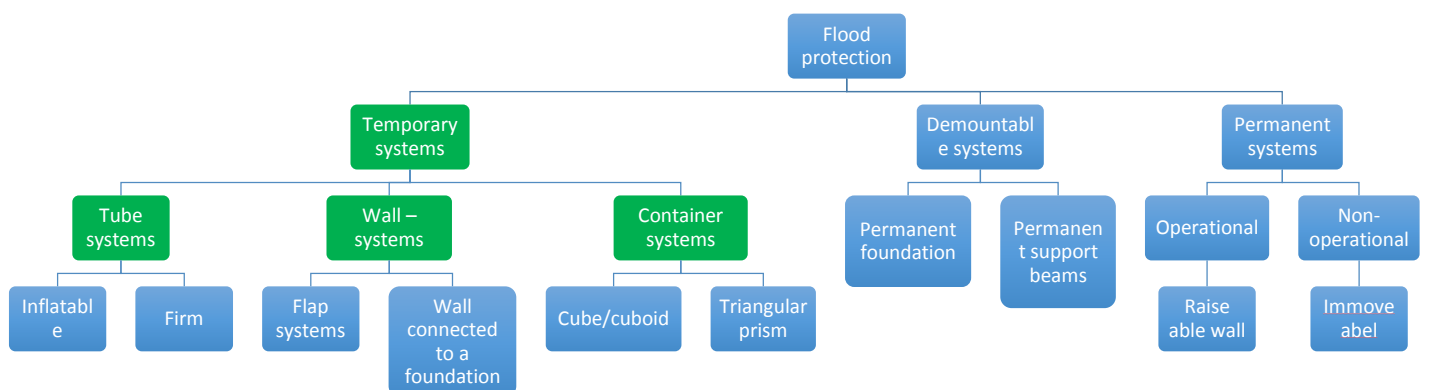 Flood
protection
Temporary
systems
Demountabl
e systems
Permanent
systems
Tube
systems
Wall –
systems
Container
systems
Permanent
foundation
Permanen
t support
beams
Operational
Non-
operational
Inflatabl
e
Firm
Flap
systems
Wall
connected
to a
foundation
Cube/cuboid
Triangular
prism
Raise
able wall
Immove
abel